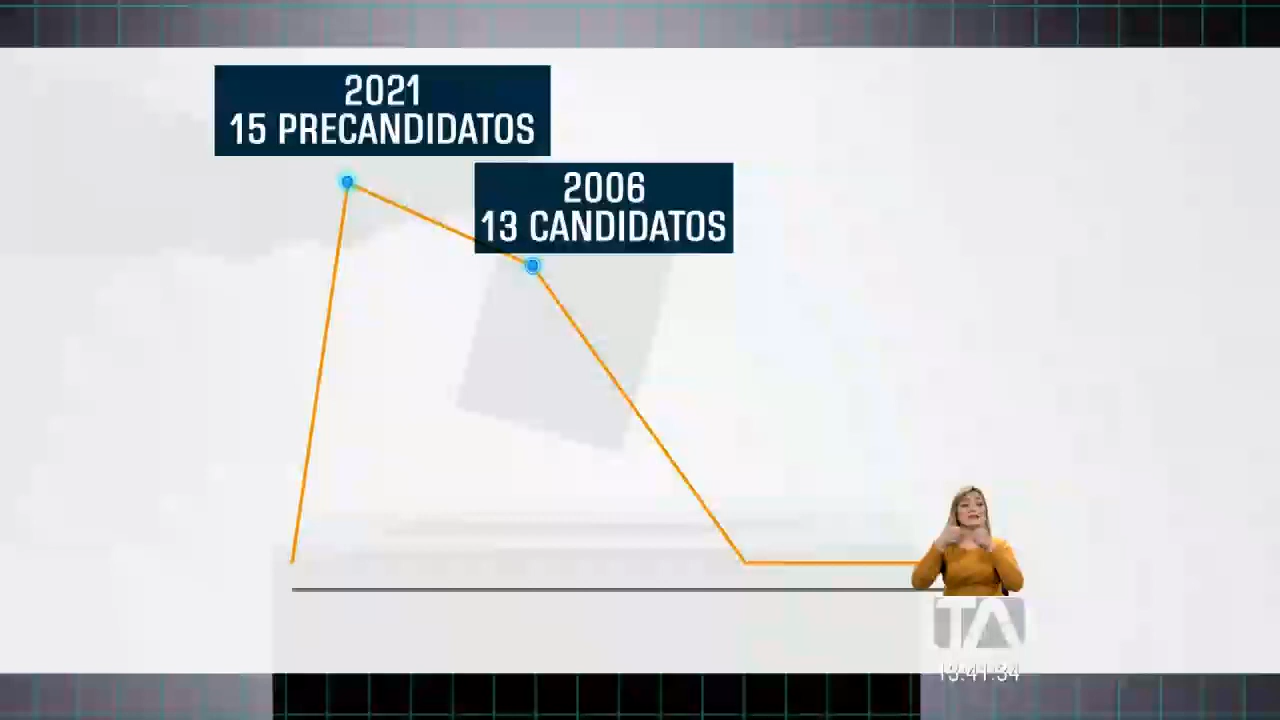 2021
15 PRECANDIDATOS
2006
13 CANDIDATOS
TA
13:41:34